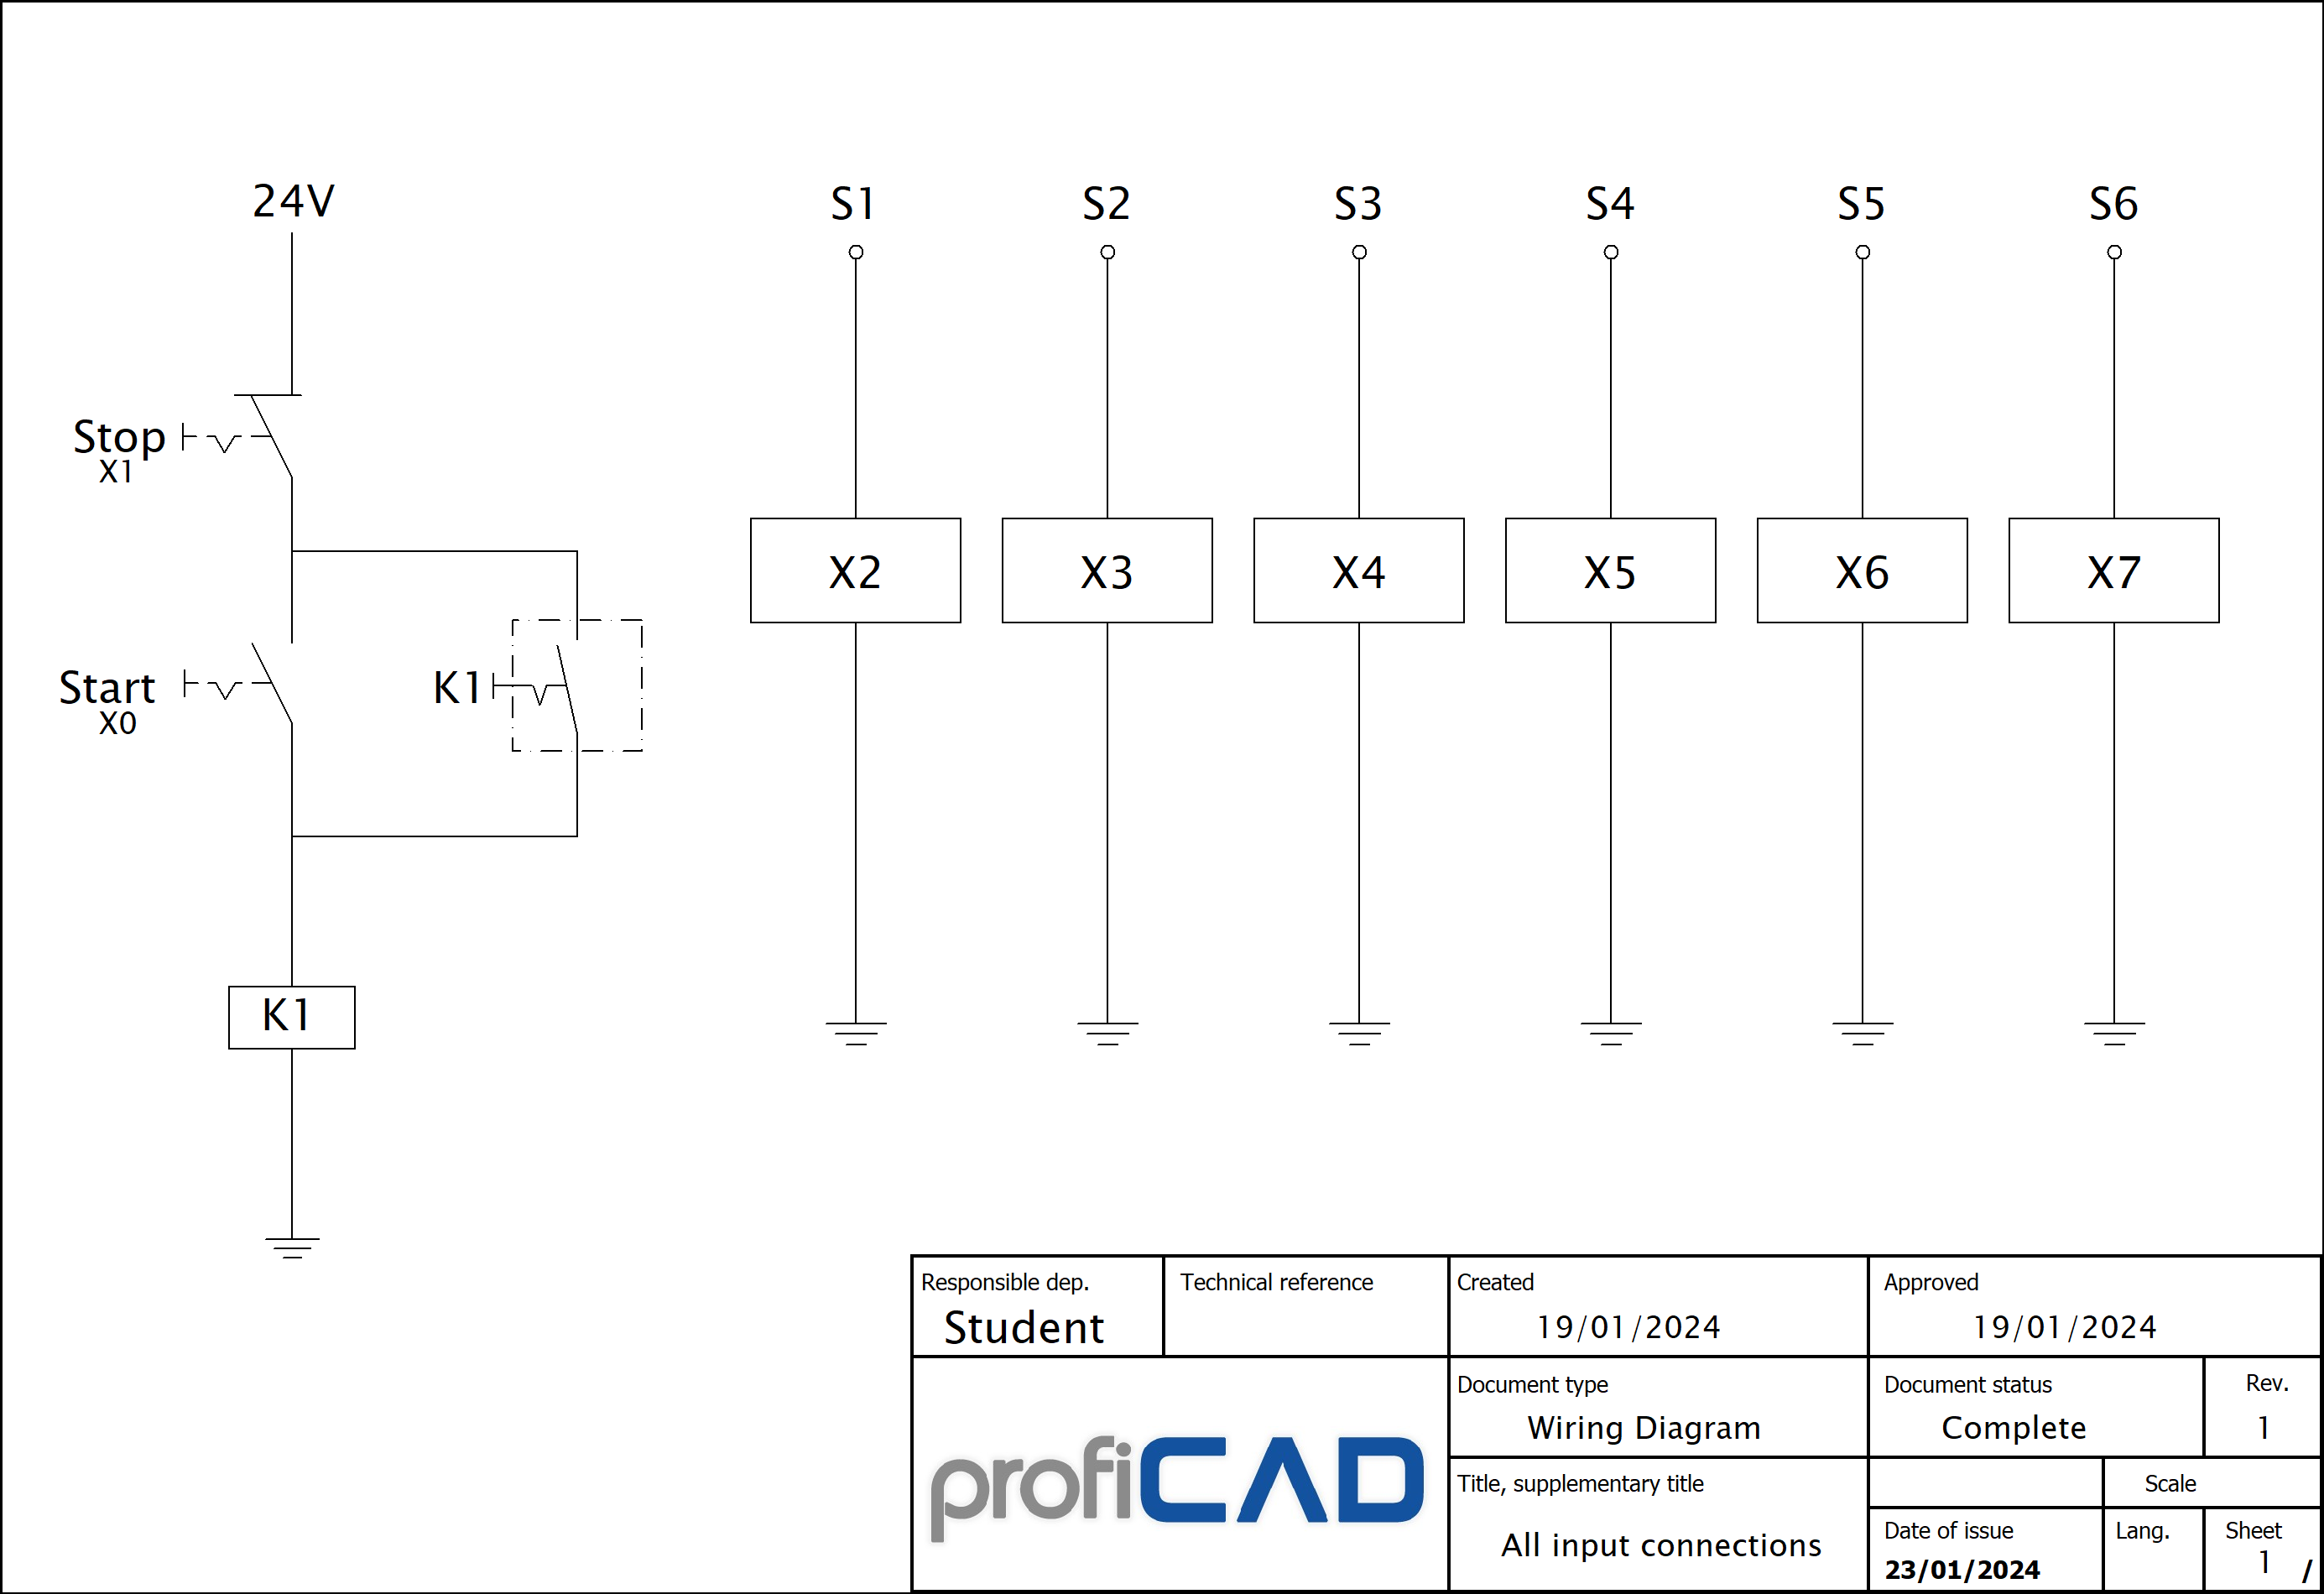 24V
S1 S2 S3 S4 S5 S6
Stop
X1
X2 X3 X4 X5 X6 X7
Start
X0
K1
K1
Responsible dep.
Student
Technical reference
Created
19/01/2024
Approved
19/01/2024
profiCAD
Document type
Wiring Diagram
Document status
Complete
Rev.
1
Title, supplementary title
All input connections
Scale
Date of issue
23/01/2024
Lang.
Sheet
1 /